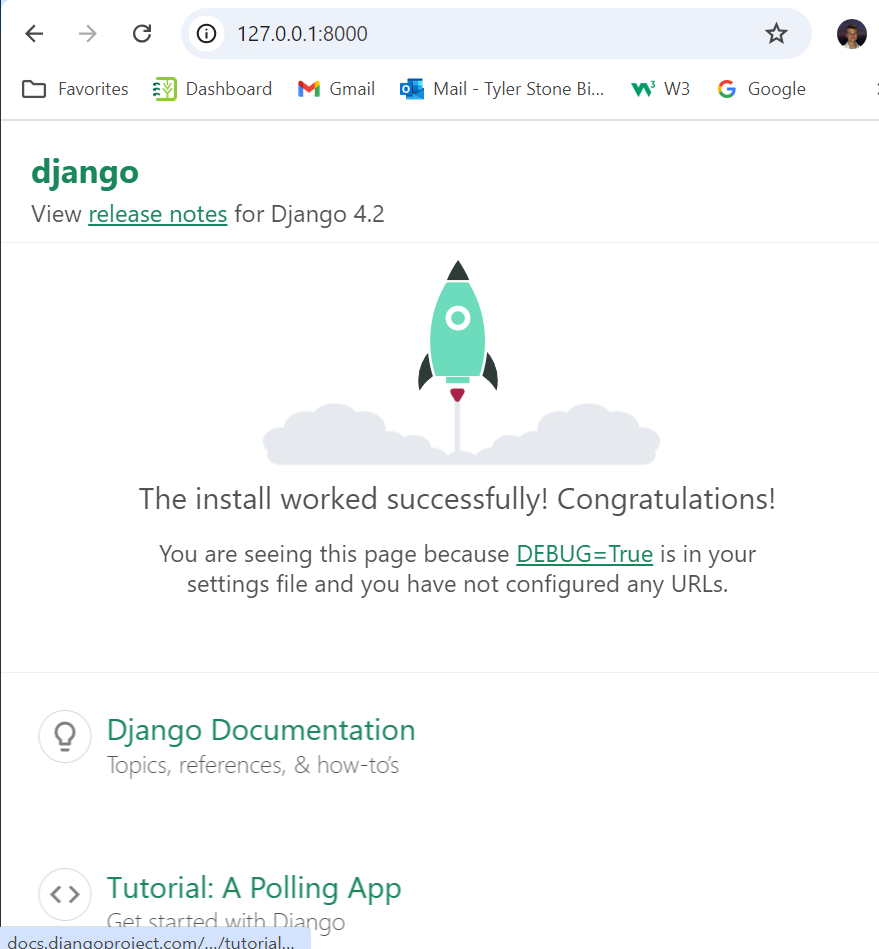 127.0.0.1:8000
Favorites Dashboard Gmail Mail - Tyler Stone Bi... W3 Google
django
View release notes for Django 4.2
The install worked successfully! Congratulations!
You are seeing this page because DEBUG=True is in your
settings file and you have not configured any URLs.
Django Documentation
Topics, references, & how-to's
Tutorial: A Polling App
Get started with Django
docs.djangoproject.com/.../tutorial...